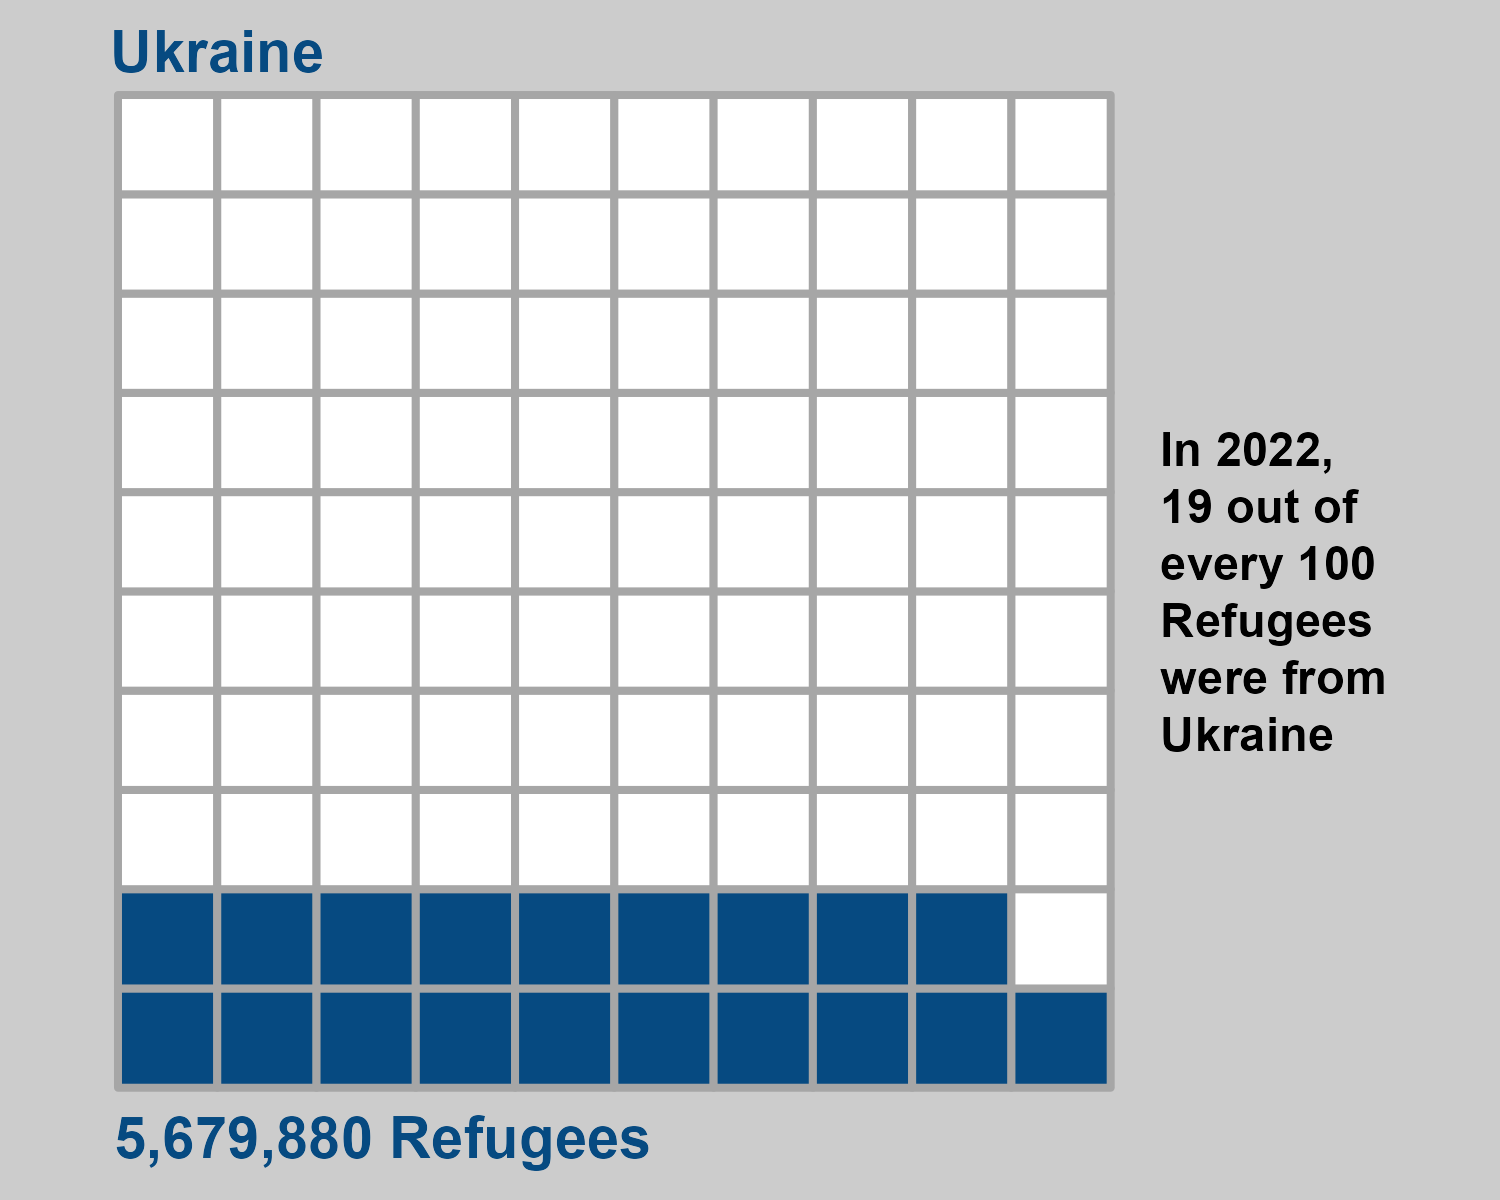 Ukraine
In 2022,
19 out of
every 100
Refugees
were from
Ukraine
5,679,880 Refugees